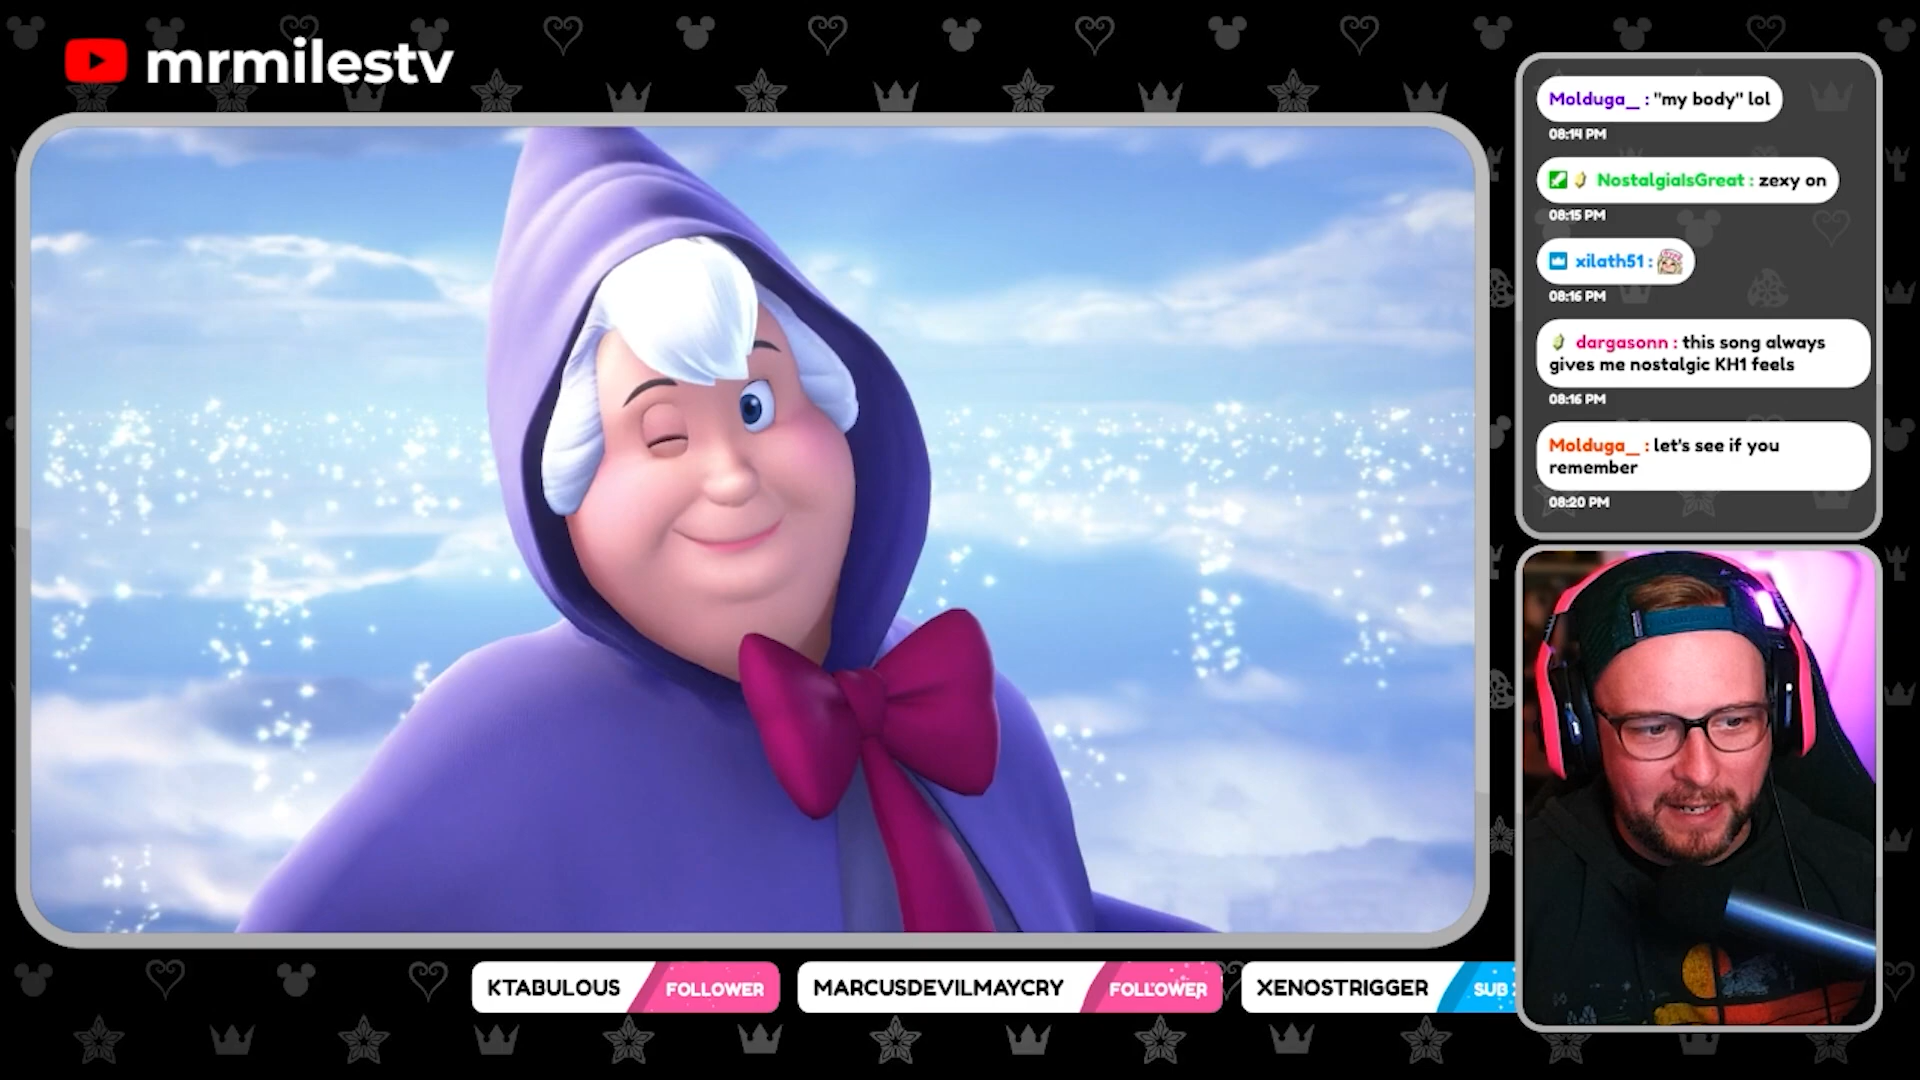 mrmilestv
Molduga_ : "my body" lol
08:14 PM
NostalgiaIsGreat : zexy on
08:15 PM
xilath51 :
08:16 PM
dargasonn : this song always
gives me nostalgic KH1 feels
08:16 PM
Molduga_ : let's see if you
remember
08:20 PM
KTABULOUS FOLLOWER
MARCUSDEVILMAYCRY FOLLOWER
XENOSTRIGGER SUB